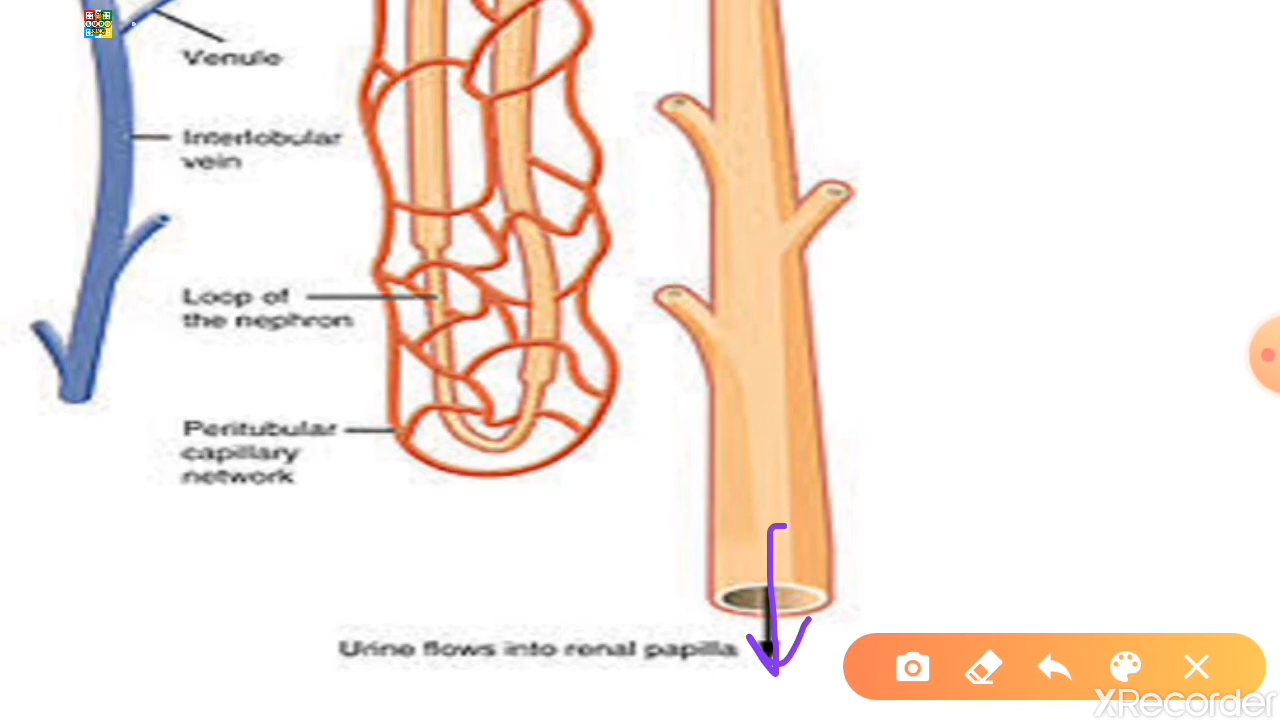 Venule
Interlobular
vein
Loop of
the nephron
Peritubular
capillary
network
Urine flows into renal papilla
XRecorder